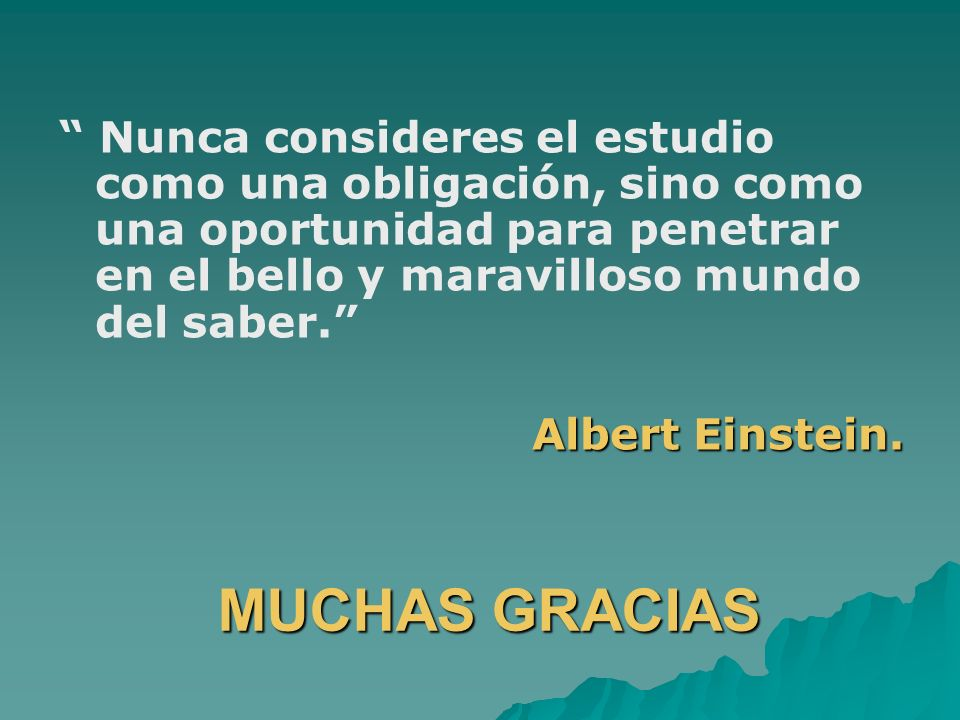 “ Nunca consideres el estudio
como una obligación, sino como
una oportunidad para penetrar
en el bello y maravilloso mundo
del saber.”
Albert Einstein.
MUCHAS GRACIAS